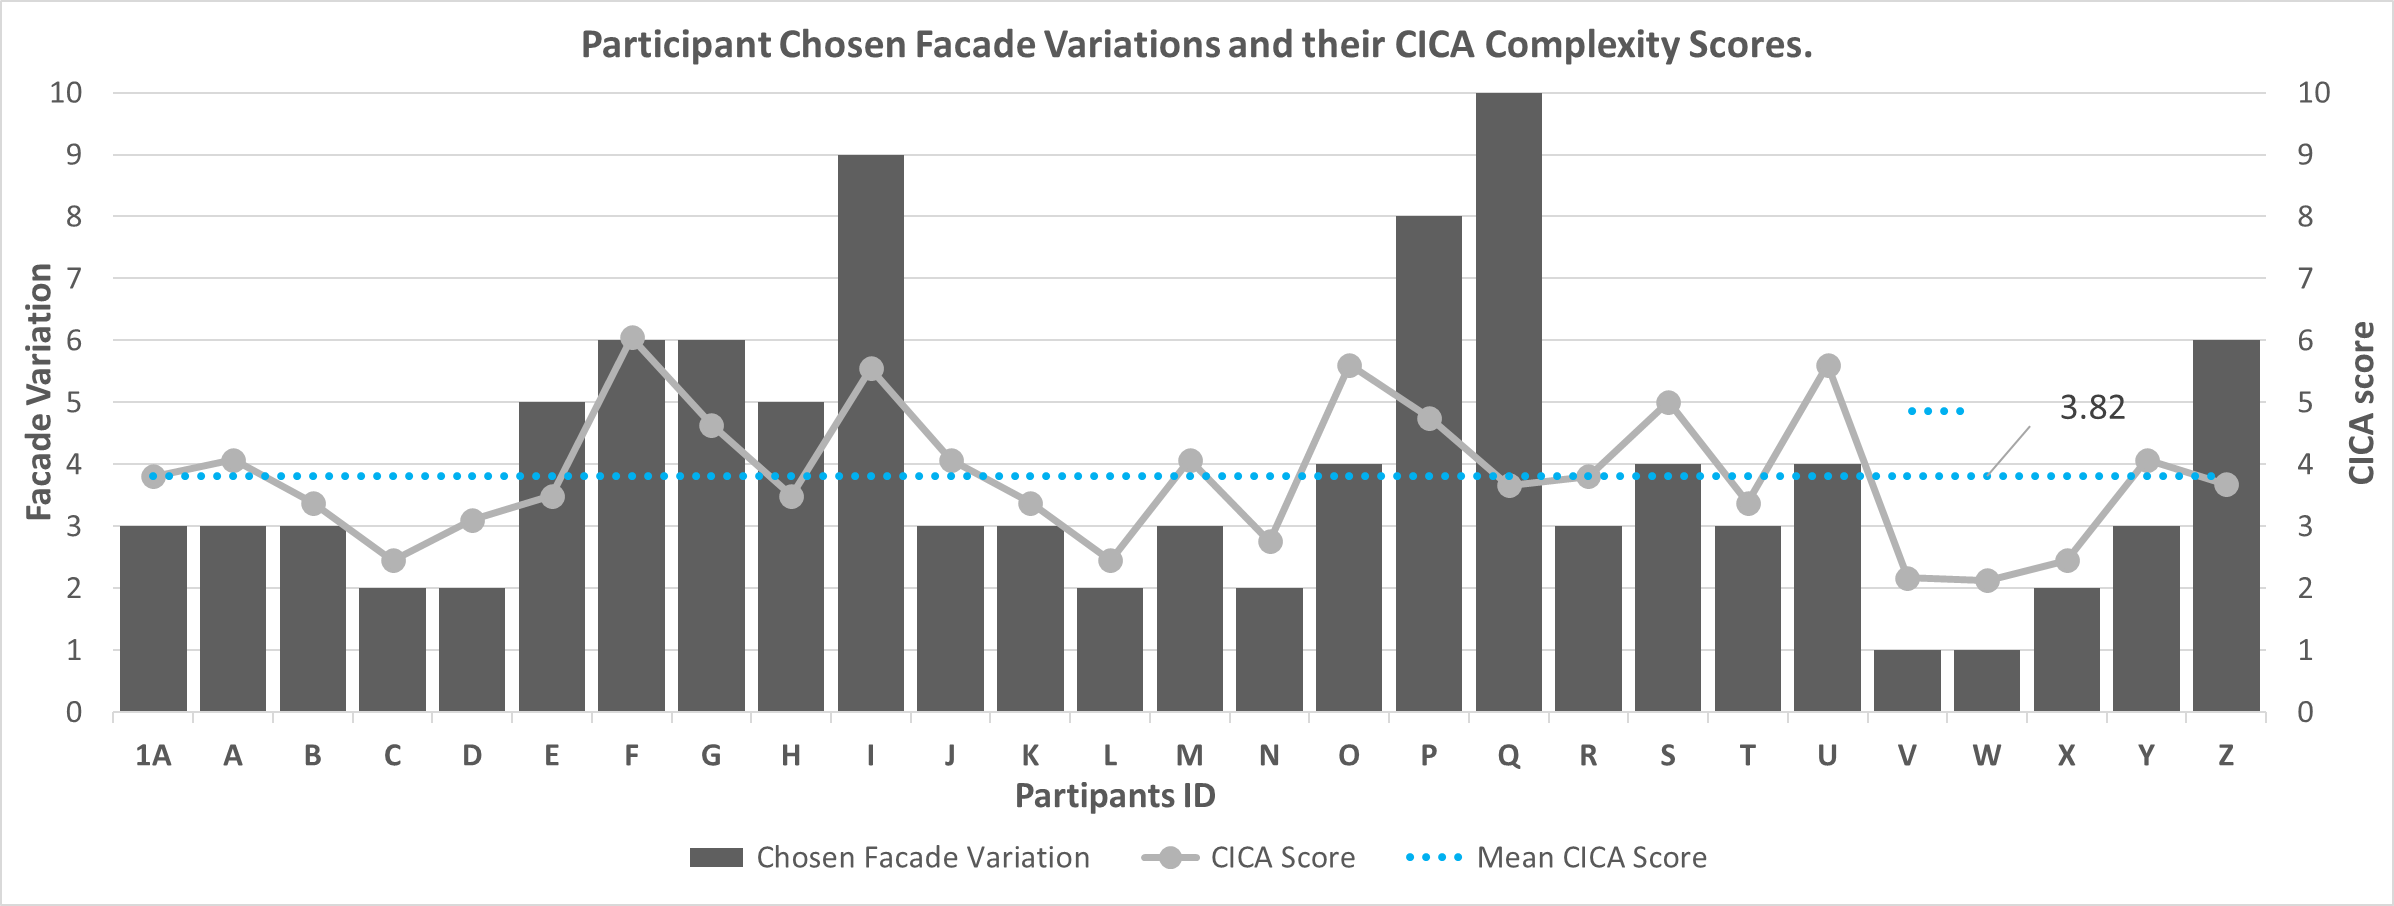 Participant Chosen Facade Variations and their CICA Complexity Scores.
10 10
9 9
8 8
7 7
6 6
5 5
4 4
3 3
2 2
1 1
0 0
Facade Variation
CICA score
3.82
1A A B C D E F G H I J K L M N O P Q R S T U V W X Y Z
Partipants ID
Chosen Facade Variation CICA Score Mean CICA Score